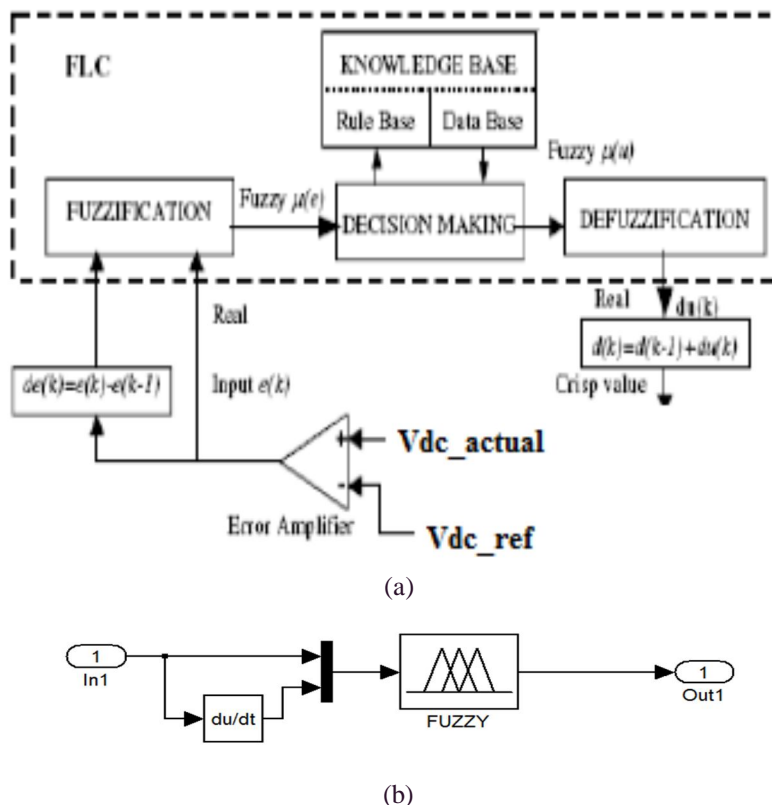 FLC
KNOWLEDGE BASE
Rule Base
Data Base
Fuzzy μ(u)
FUZZIFICATION
Fuzzy μ(e)
DECISION MAKING
DEFUZZIFICATION
Real
Real
du(k)
de(k)=e(k)-e(k-1)
Input e(k)
d(k)=d(k-1)+du(k)
Crisp value
+
Vdc_actual
-
Error Amplifier
Vdc_ref
(a)
1
In1
du/dt
FUZZY
1
Out1
(b)